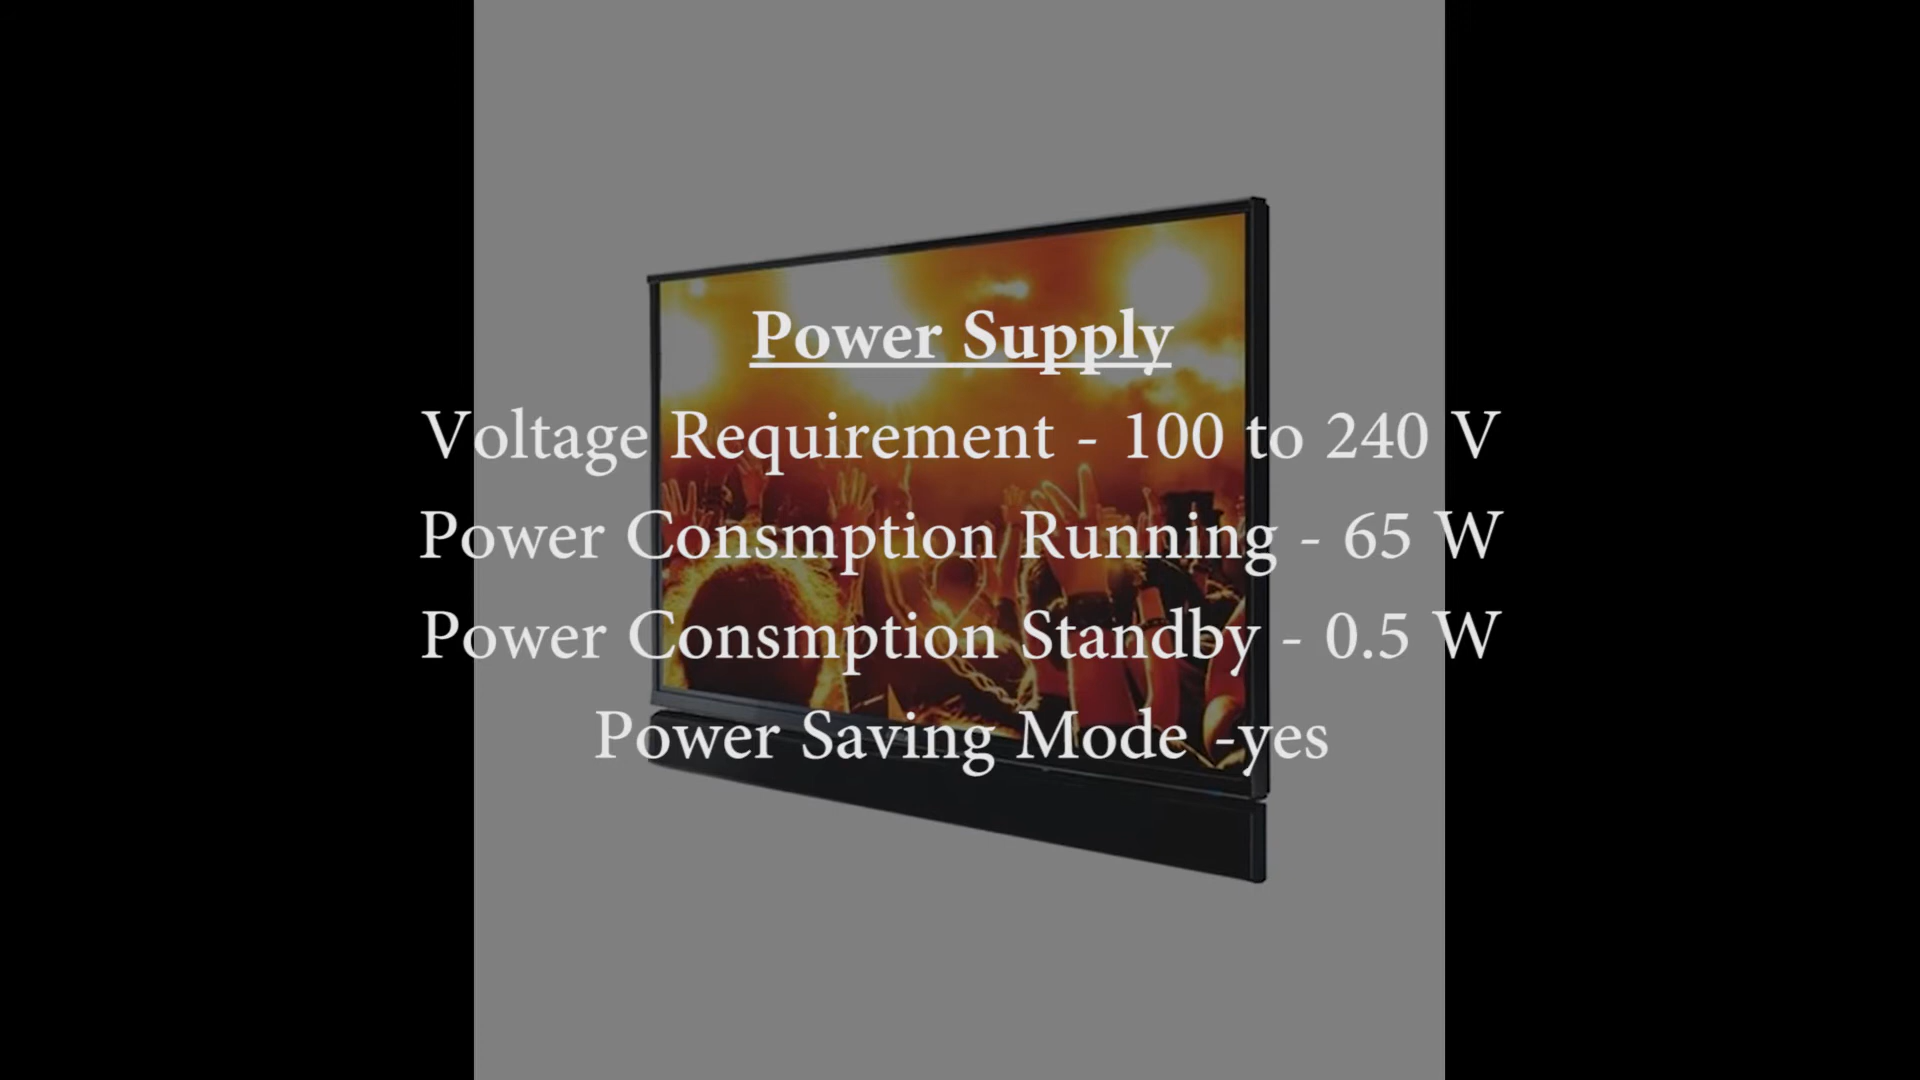 Power Supply
Voltage Requirement - 100 to 240 V
Power Consmption Running - 65 W
Power Consmption Standby - 0.5 W
Power Saving Mode -yes